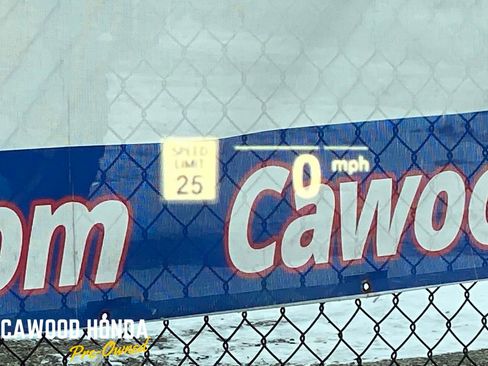 SPEED
LIMIT
25
0 mph
om Cawoo
CAWOOD HONDA
Pre-Owned